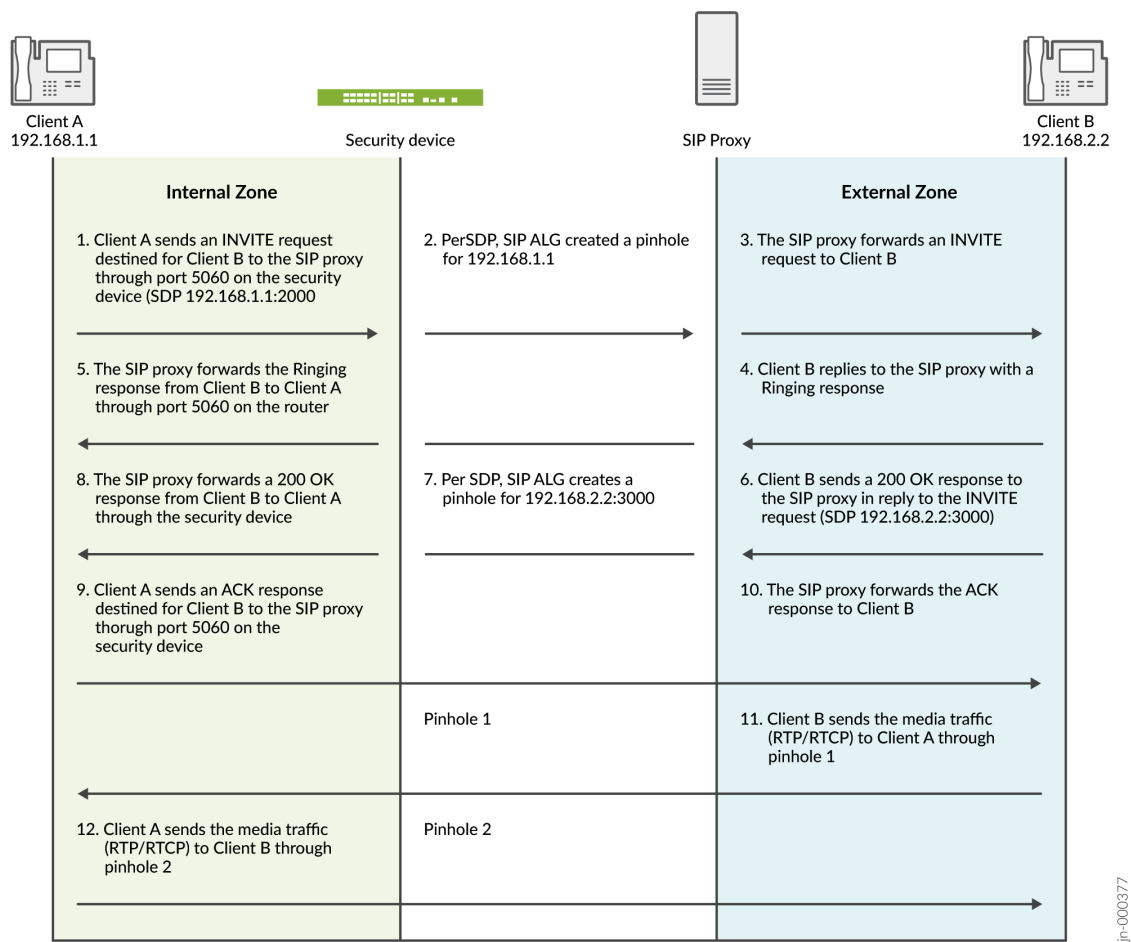 Client A
192.168.1.1
Security device
SIP Proxy
Client B
192.168.2.2
Internal Zone
External Zone
1. Client A sends an INVITE request
destined for Client B to the SIP proxy
through port 5060 on the security
device (SDP 192.168.1.1:2000
2. PerSDP, SIP ALG created a pinhole
for 192.168.1.1
3. The SIP proxy forwards an INVITE
request to Client B
5. The SIP proxy forwards the Ringing
response from Client B to Client A
through port 5060 on the router
4. Client B replies to the SIP proxy with a
Ringing response
8. The SIP proxy forwards a 200 OK
response from Client B to Client A
through the security device
7. Per SDP, SIP ALG creates a
pinhole for 192.168.2.2:3000
6. Client B sends a 200 OK response to
the SIP proxy in reply to the INVITE
request (SDP 192.168.2.2:3000)
9. Client A sends an ACK response
destined for Client B to the SIP proxy
thorugh port 5060 on the
security device
10. The SIP proxy forwards the ACK
response to Client B
Pinhole 1
11. Client B sends the media traffic
(RTP/RTCP) to Client A through
pinhole 1
12. Client A sends the media traffic
(RTP/RTCP) to Client B through
pinhole 2
Pinhole 2
jn-000377